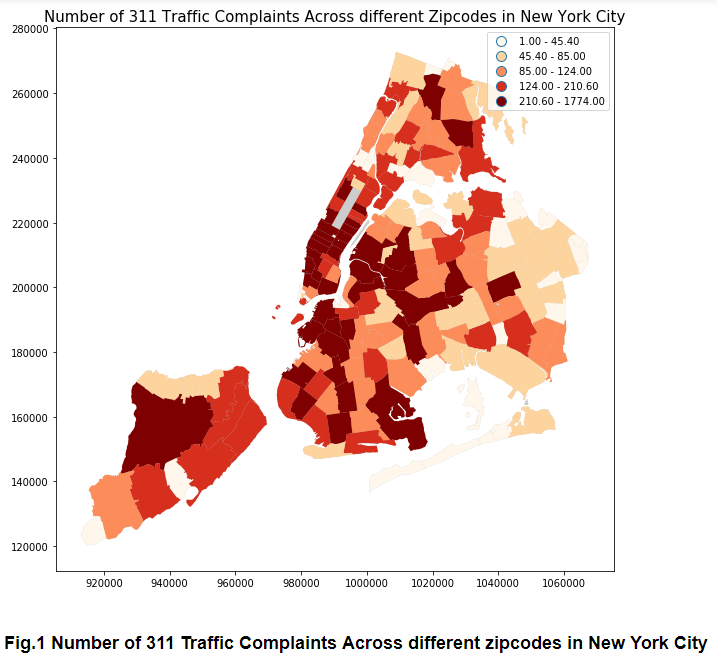 Number of 311 Traffic Complaints Across different Zipcodes in New York City
1.00 - 45.40
45.40 - 85.00
85.00 - 124.00
124.00 - 210.60
210.60 - 1774.00
280000
260000
240000
220000
200000
180000
160000
140000
120000
920000 940000 960000 980000 1000000 1020000 1040000 1060000
Fig.1 Number of 311 Traffic Complaints Across different zipcodes in New York City